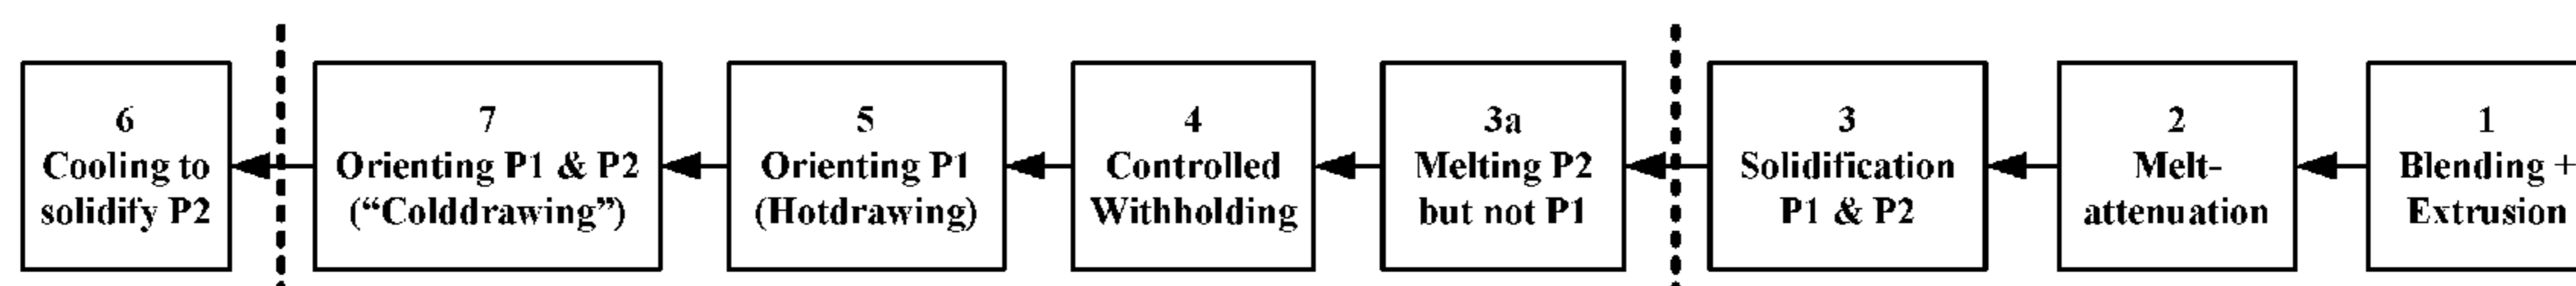 6
Cooling to
solidify P2
7
Orienting P1 & P2
(“Colddrawing”)
5
Orienting P1
(Hotdrawing)
4
Controlled
Withholding
3a
Melting P2
but not P1
3
Solidification
P1 & P2
2
Melt-
attenuation
1
Blending +
Extrusion